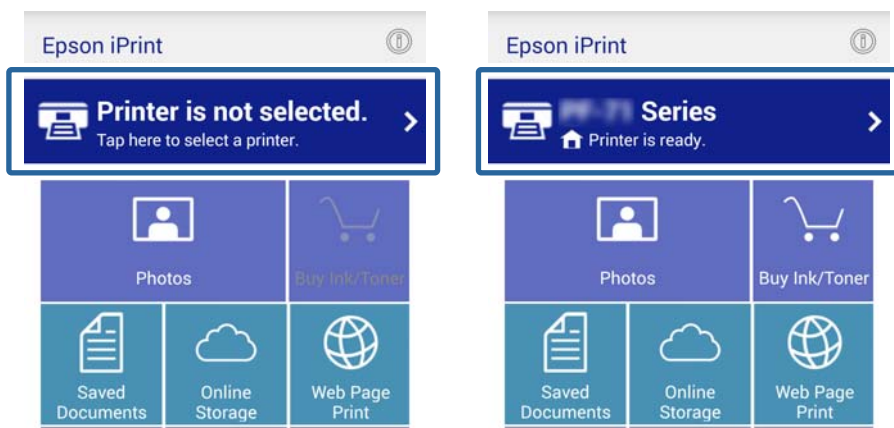 Epson iPrint
Printer is not selected.
Tap here to select a printer.
Photos
Buy Ink/Toner
Saved
Documents
Online
Storage
Web Page
Print
Epson iPrint
Series
Printer is ready.
Photos
Buy Ink/Toner
Saved
Documents
Online
Storage
Web Page
Print